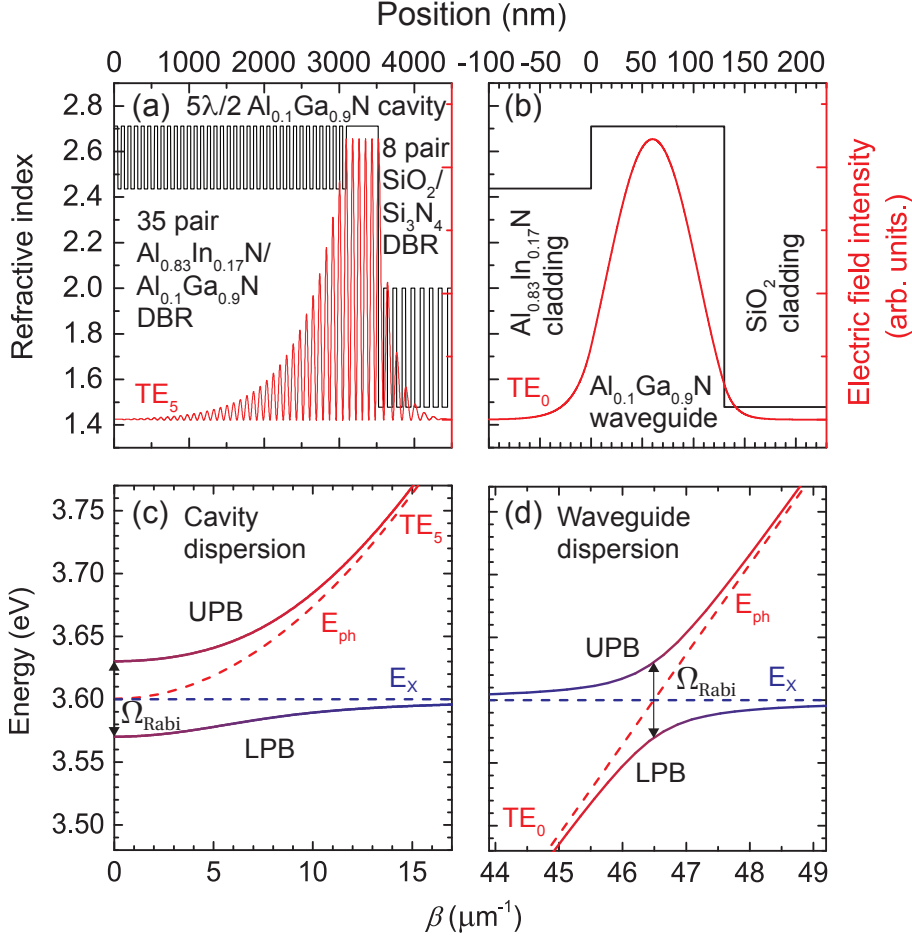 Position (nm)
0 1000 2000 3000 4000
-100 -50 0 50 100 150 200
(a) 5λ/2 Al0.1Ga0.9N cavity
8 pair
SiO2/
Si3N4
DBR
35 pair
Al0.83In0.17N/
Al0.1Ga0.9N
DBR
TE5
Refractive index
2.8
2.6
2.4
2.2
2.0
1.8
1.6
1.4
(b)
Al0.83In0.17N
cladding
SiO2
cladding
TE0
Al0.1Ga0.9N
waveguide
Electric field intensity
(arb. units.)
(c) Cavity
dispersion
TE5
UPB
Eph
EX
ΩRabi
LPB
Energy (eV)
3.75
3.70
3.65
3.60
3.55
3.50
0 5 10 15
(d) Waveguide
dispersion
Eph
UPB
EX
ΩRabi
LPB
TE0
44 45 46 47 48 49
β (μm-1)